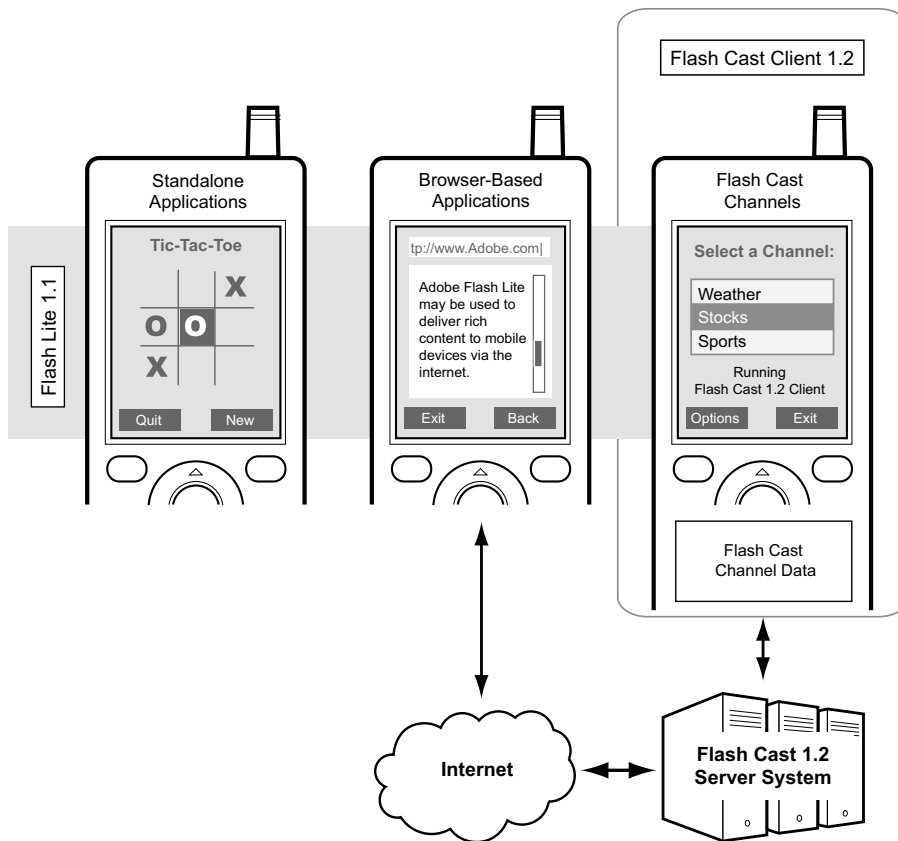 Flash Cast Client 1.2
Standalone
Applications
Browser-Based
Applications
Flash Cast
Channels
Flash Lite 1.1
Tic-Tac-Toe
X
O O
X
Quit New
tp://www.Adobe.com|
Adobe Flash Lite
may be used to
deliver rich
content to mobile
devices via the
internet.
Exit Back
Select a Channel:
Weather
Stocks
Sports
Running
Flash Cast 1.2 Client
Options Exit
Flash Cast
Channel Data
Internet
Flash Cast 1.2
Server System